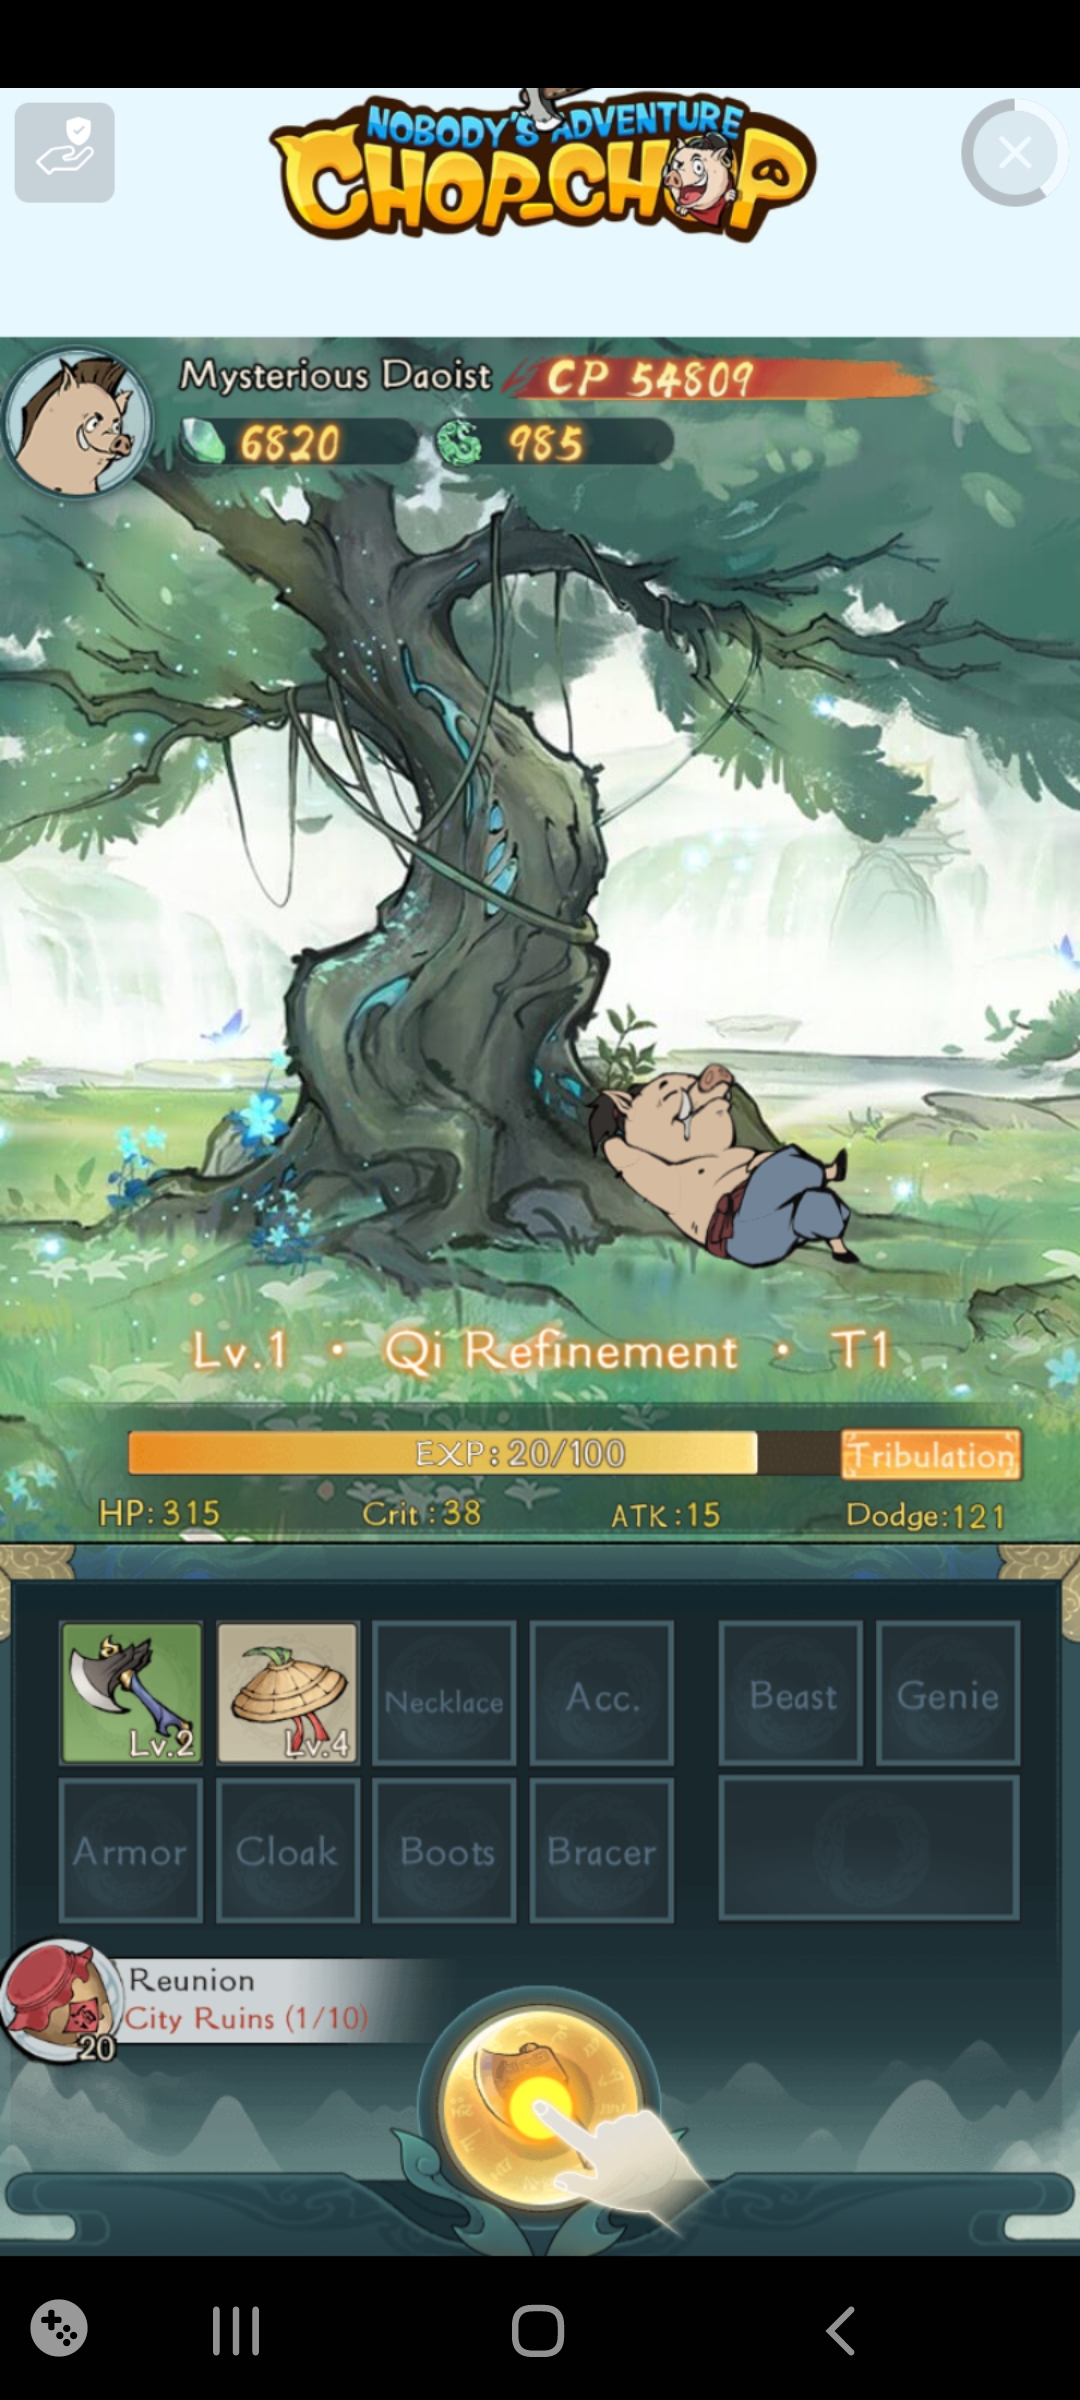 NOBODY'S ADVENTURE
CHOP-CHOP
Mysterious Daoist CP 54809
6820 985
Lv.1 · Qi Refinement · T1
EXP:20/100 Tribulation
HP:315 Crit:38 ATK:15 Dodge:121
Lv.2 Lv.4 Necklace Acc. Beast Genie
Armor Cloak Boots Bracer
Reunion
City Ruins (1/10)
20